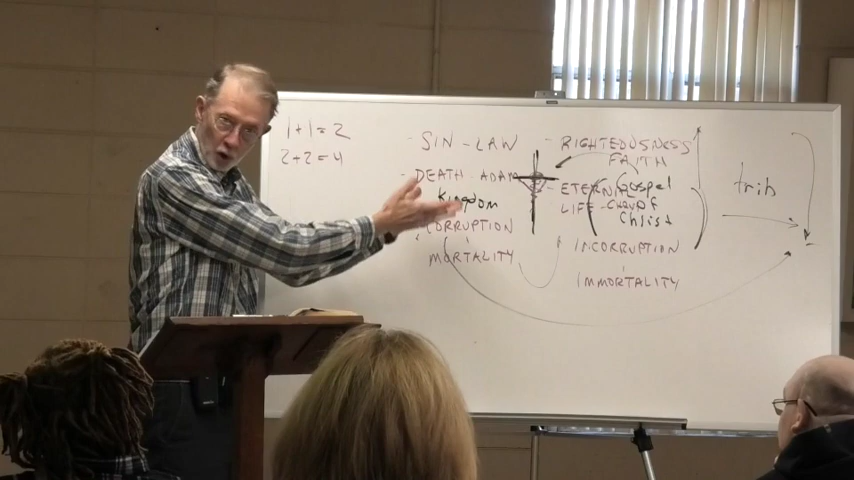 1+1=2
2+2=4
- SIN - LAW
- DEATH - ADAM
Kingdom
CORRUPTION
MORTALITY
- RIGHTEOUSNESS
FAITH
- ETERNAL
LIFE - CHRIST
Gospel
of
Christ
INCORRUPTION
IMMORTALITY
trib